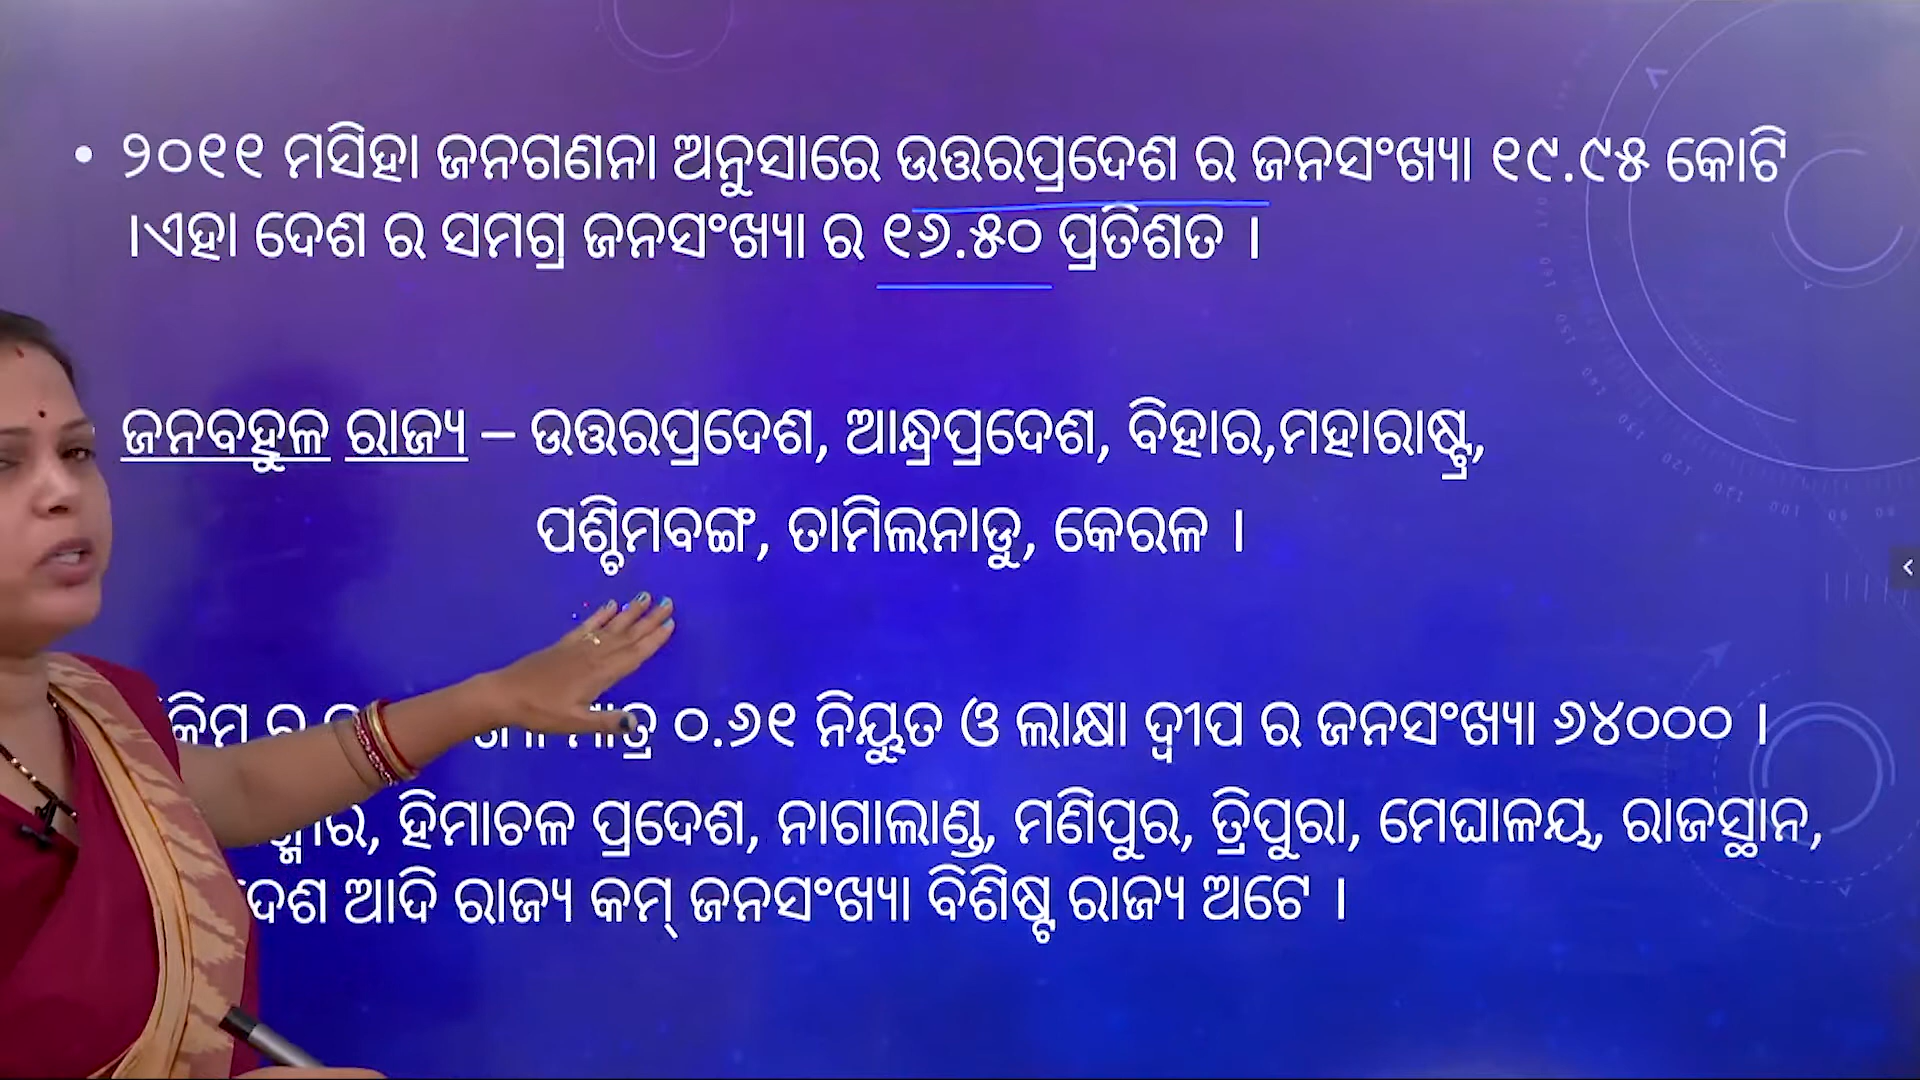 • ୨୦୧୧ ମସିହା ଜନଗଣନା ଅନୁସାରେ ଉତ୍ତରପ୍ରଦେଶ ର ଜନସଂଖ୍ୟା ୧୯.୯୫ କୋଟି
।ଏହା ଦେଶ ର ସମଗ୍ର ଜନସଂଖ୍ୟା ର ୧୬.୫୦ ପ୍ରତିଶତ ।
ଜନବହୁଳ ରାଜ୍ୟ – ଉତ୍ତରପ୍ରଦେଶ, ଆନ୍ଧ୍ରପ୍ରଦେଶ, ବିହାର,ମହାରାଷ୍ଟ୍ର,
ପଶ୍ଚିମବଙ୍ଗ, ତାମିଲନାଡୁ, କେରଳ ।
ର ୦.୬୧ ନିୟୁତ ଓ ଲାକ୍ଷା ଦ୍ୱୀପ ର ଜନସଂଖ୍ୟା ୬୪୦୦୦ ।
ହିମାଚଳ ପ୍ରଦେଶ, ନାଗାଲାଣ୍ଡ, ମଣିପୁର, ତ୍ରିପୁରା, ମେଘାଳୟ, ରାଜସ୍ଥାନ,
ଆଦି ରାଜ୍ୟ କମ୍ ଜନସଂଖ୍ୟା ବିଶିଷ୍ଟ ରାଜ୍ୟ ଅଟେ ।